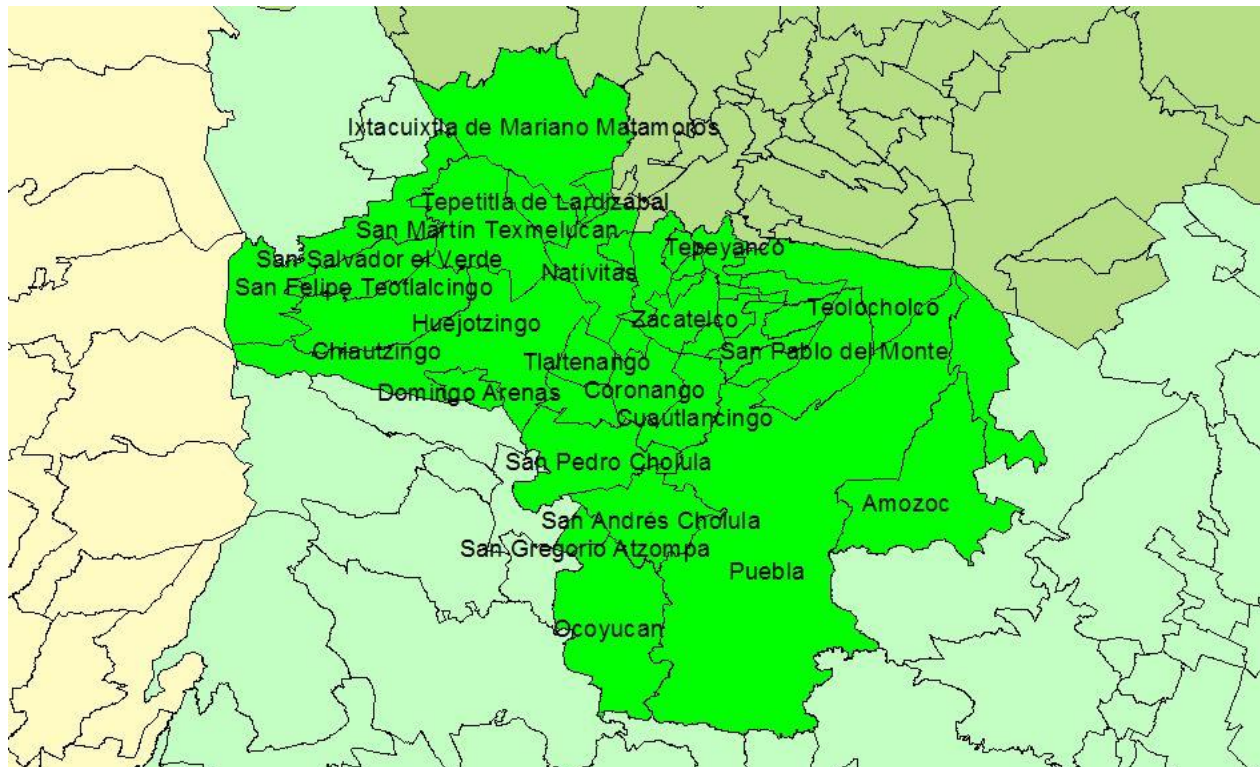 Ixtacuixtla de Mariano Matamoros
Tepetitla de Lardizábal
San Martín Texmelucan
Tepeyanco
San Salvador el Verde
Nativitas
San Felipe Teotlalcingo
Teolocholco
Huejotzingo
Zacatelco
Chiautzingo
San Pablo del Monte
Tlaltenango
Domingo Arenas
Coronango
Cuautlancingo
San Pedro Cholula
Amozoc
San Andrés Cholula
San Gregorio Atzompa
Puebla
Ocoyucan